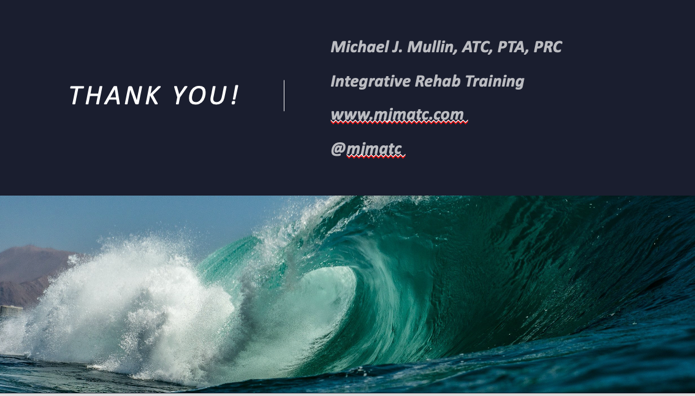 THANK YOU!
Michael J. Mullin, ATC, PTA, PRC
Integrative Rehab Training
www.mjmatc.com
@mjmatc